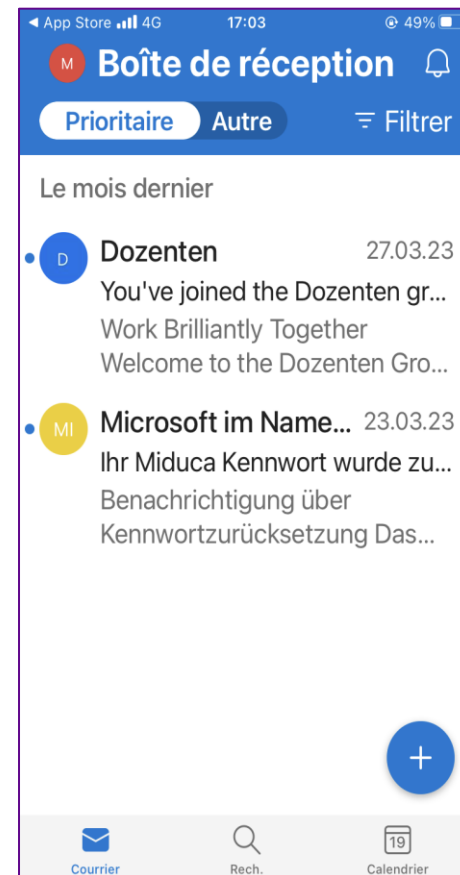 ◀ App Store 4G 17:03 49%
M Boîte de réception
Prioritaire Autre Filtrer
Le mois dernier
D Dozenten 27.03.23
You've joined the Dozenten gr...
Work Brilliantly Together
Welcome to the Dozenten Gro...
MI Microsoft im Name... 23.03.23
Ihr Miduca Kennwort wurde zu...
Benachrichtigung über
Kennwortzurücksetzung Das...
+
19
Courrier Rech. Calendrier